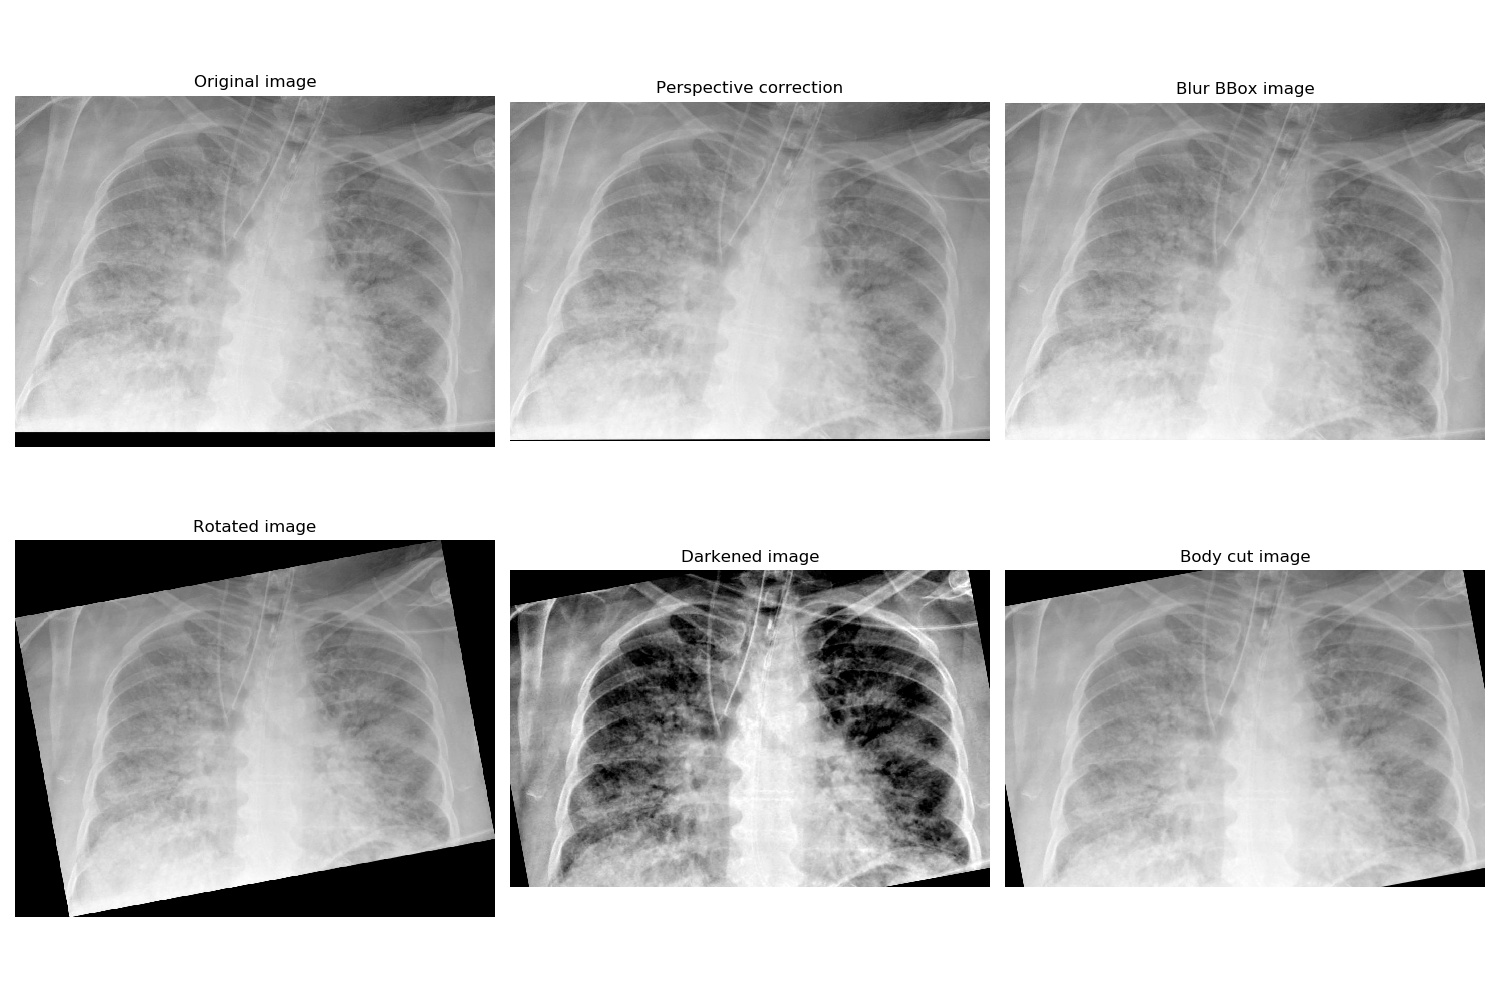 Original image
Perspective correction
Blur BBox image
Rotated image
Darkened image
Body cut image